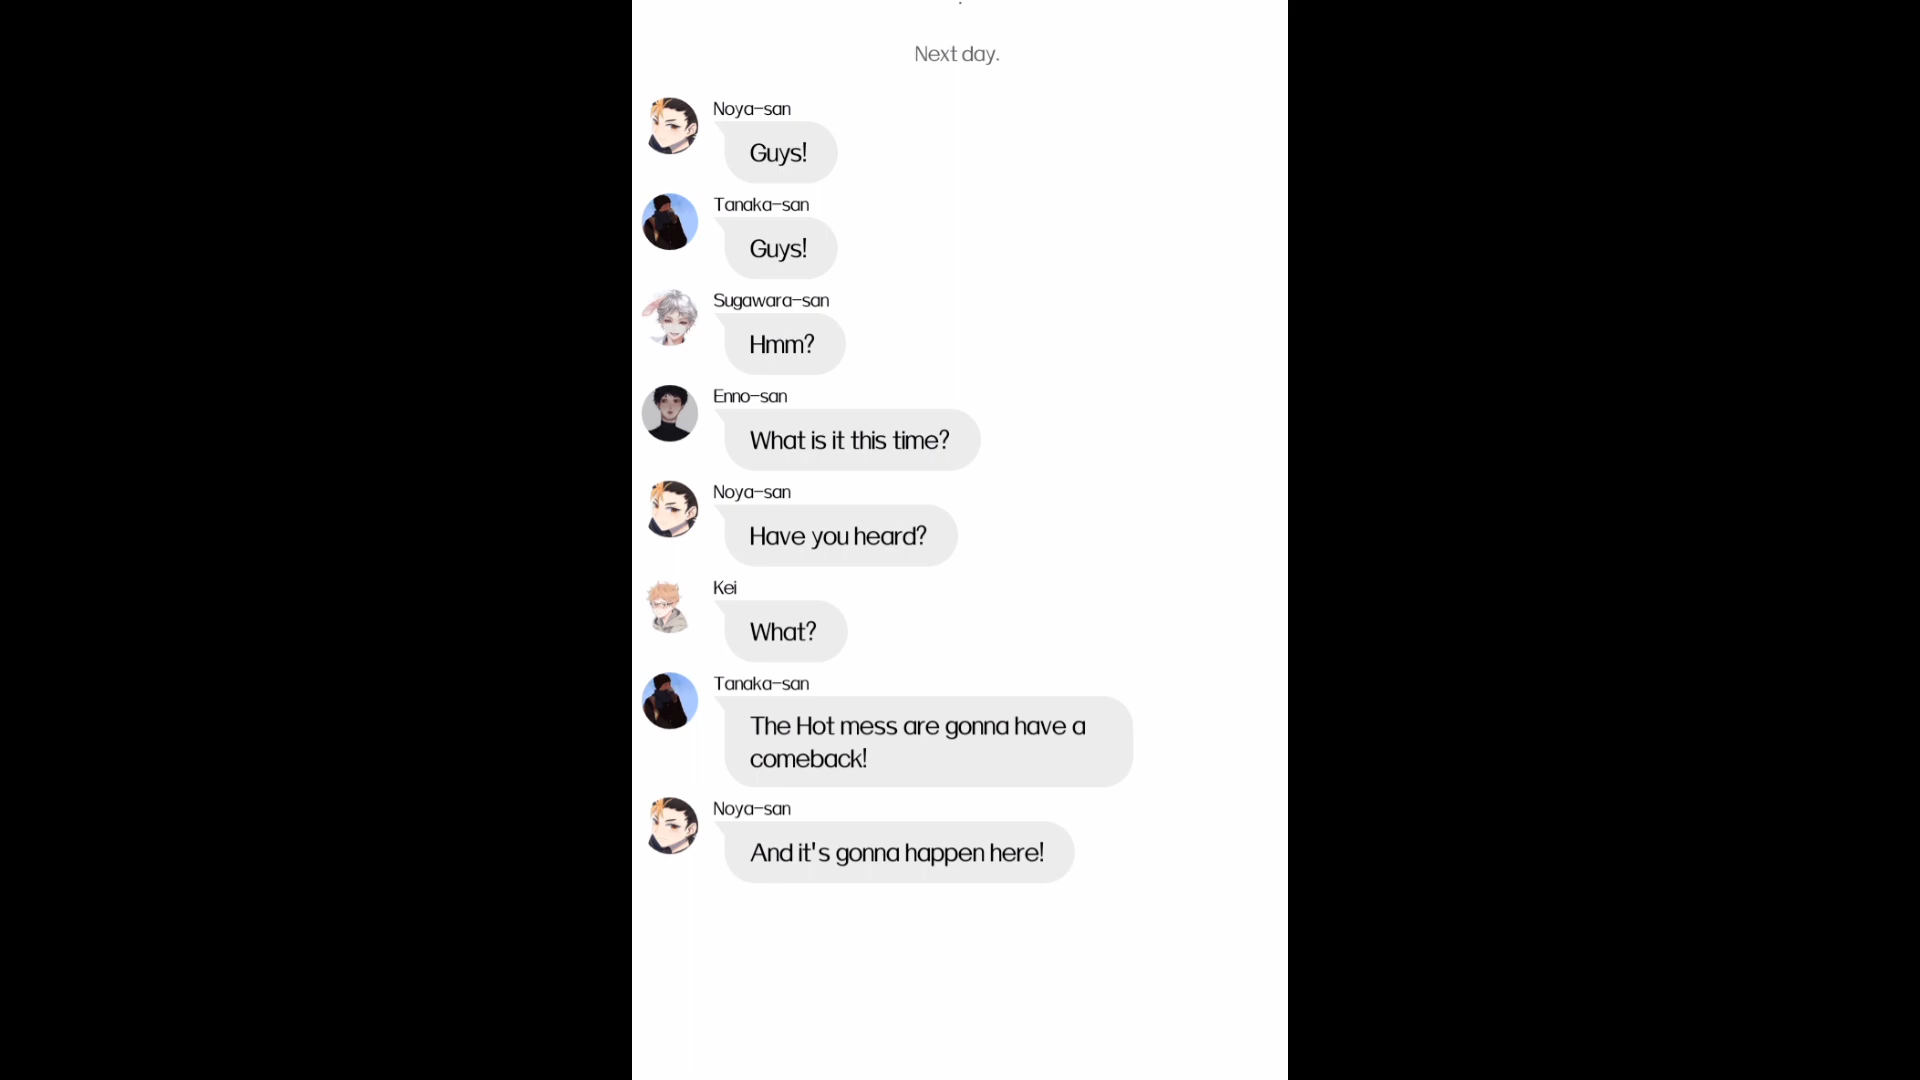 Next day.
Noya-san
Guys!
Tanaka-san
Guys!
Sugawara-san
Hmm?
Enno-san
What is it this time?
Noya-san
Have you heard?
Kei
What?
Tanaka-san
The Hot mess are gonna have a
comeback!
Noya-san
And it's gonna happen here!